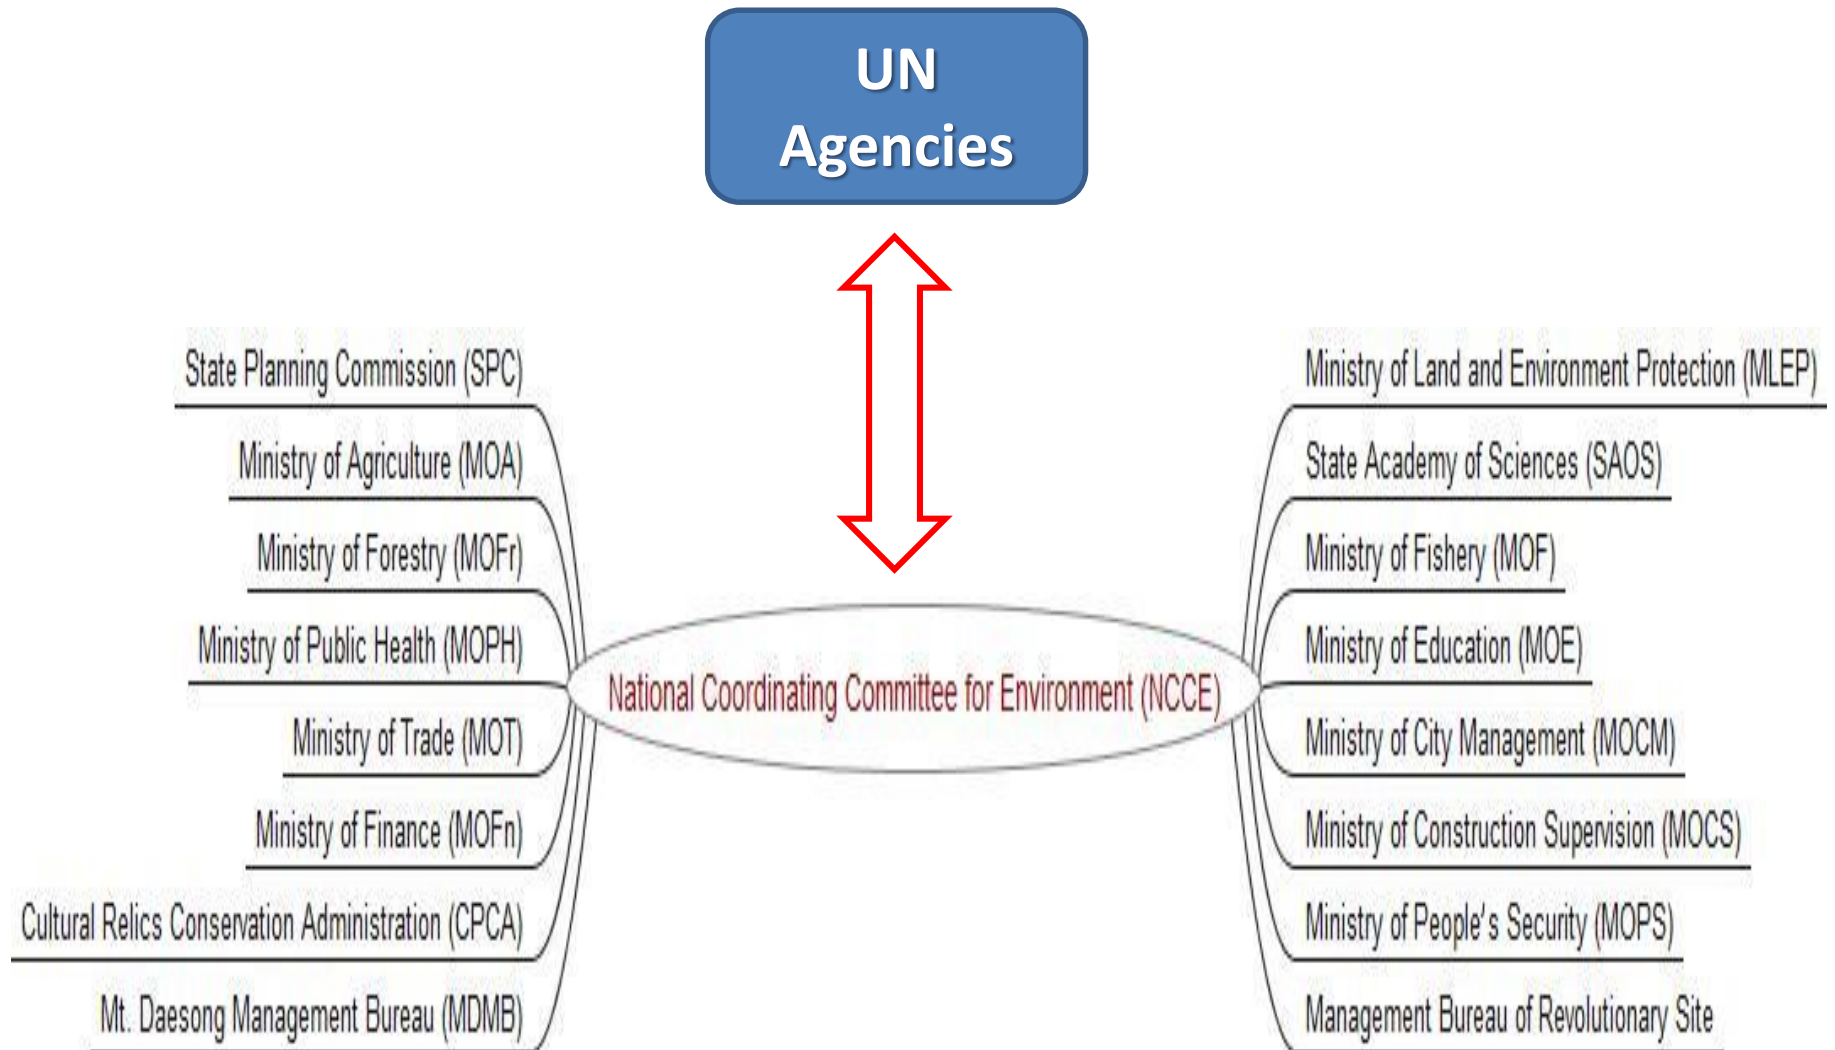 UN
Agencies
State Planning Commission (SPC)
Ministry of Agriculture (MOA)
Ministry of Forestry (MOFr)
Ministry of Public Health (MOPH)
Ministry of Trade (MOT)
Ministry of Finance (MOFn)
Cultural Relics Conservation Administration (CPCA)
Mt. Daesong Management Bureau (MDMB)
National Coordinating Committee for Environment (NCCE)
Ministry of Land and Environment Protection (MLEP)
State Academy of Sciences (SAOS)
Ministry of Fishery (MOF)
Ministry of Education (MOE)
Ministry of City Management (MOCM)
Ministry of Construction Supervision (MOCS)
Ministry of People's Security (MOPS)
Management Bureau of Revolutionary Site